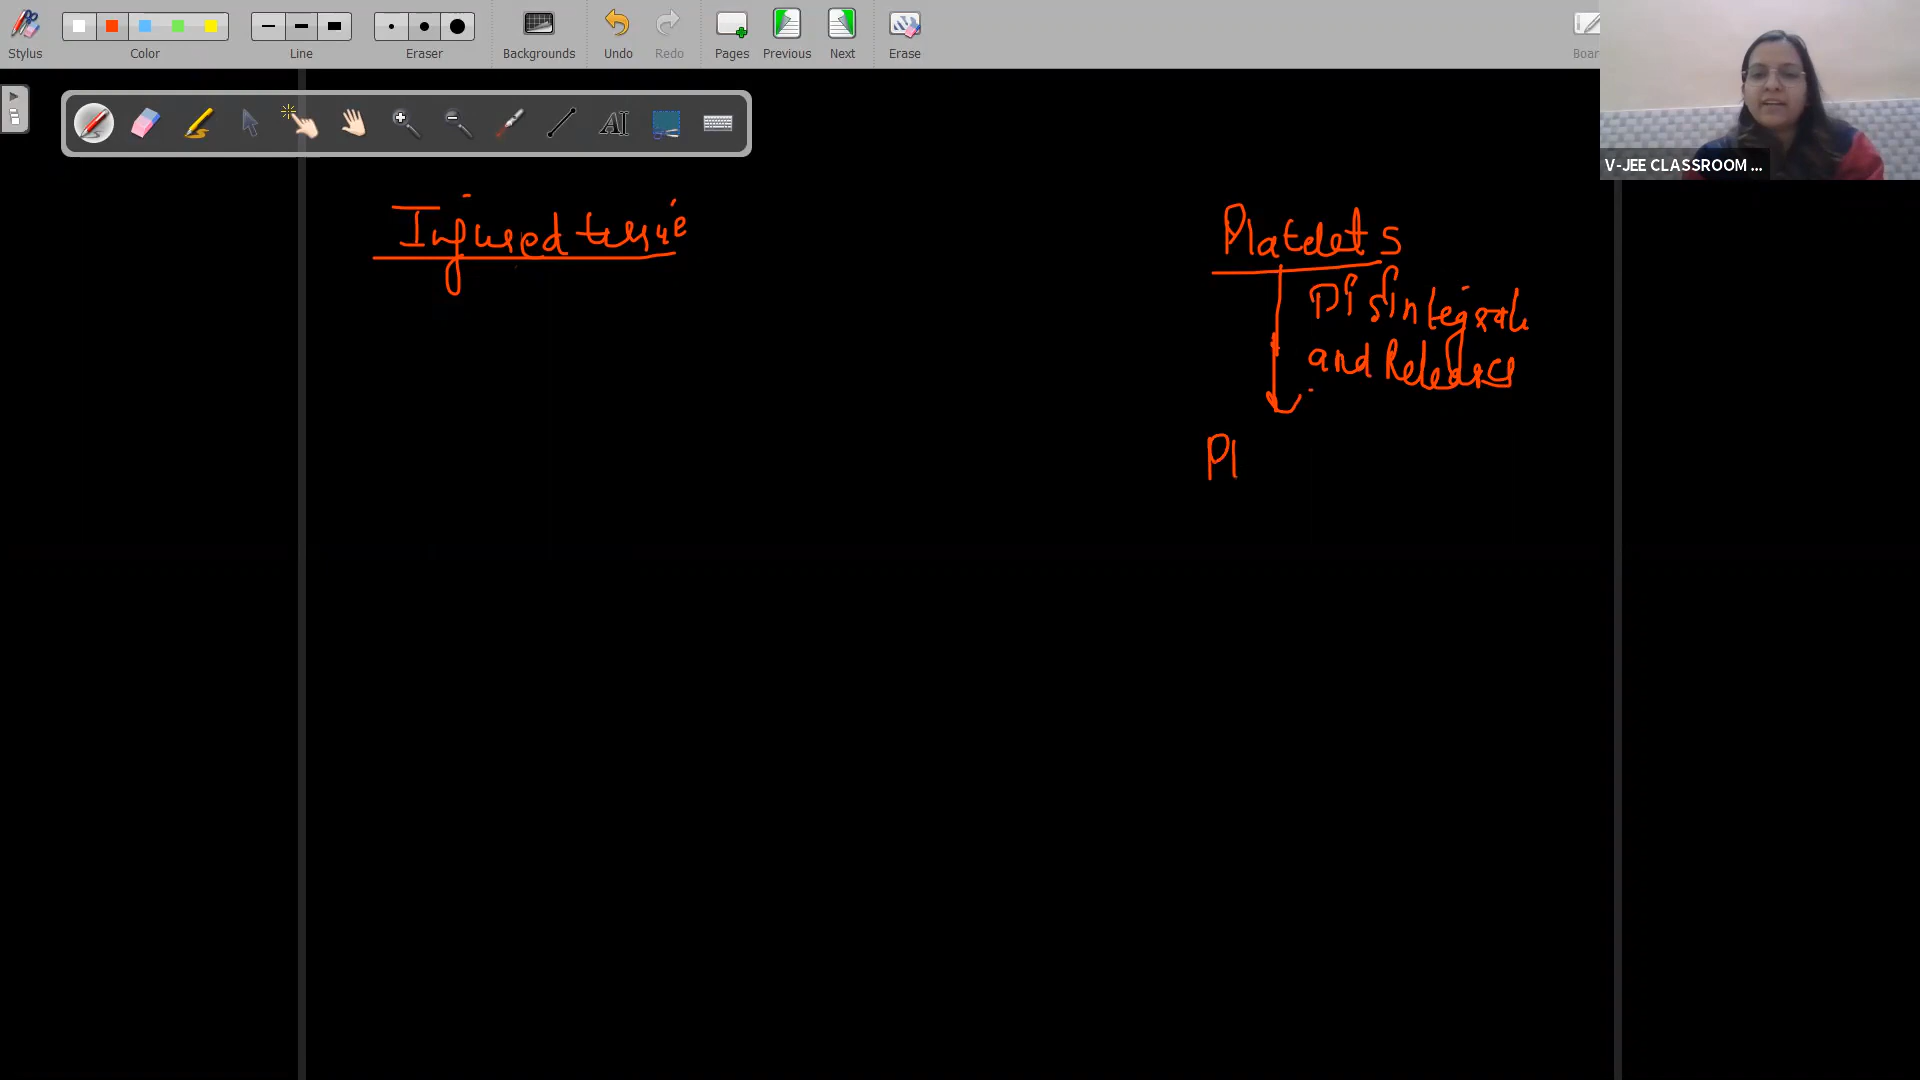 Stylus
Color
Line
Eraser
Backgrounds
Undo
Redo
Pages
Previous
Next
Erase
Boar
V-JEE CLASSROOM ...
Injured tissue
Platelets
Disintegrate
and Releases
Pl